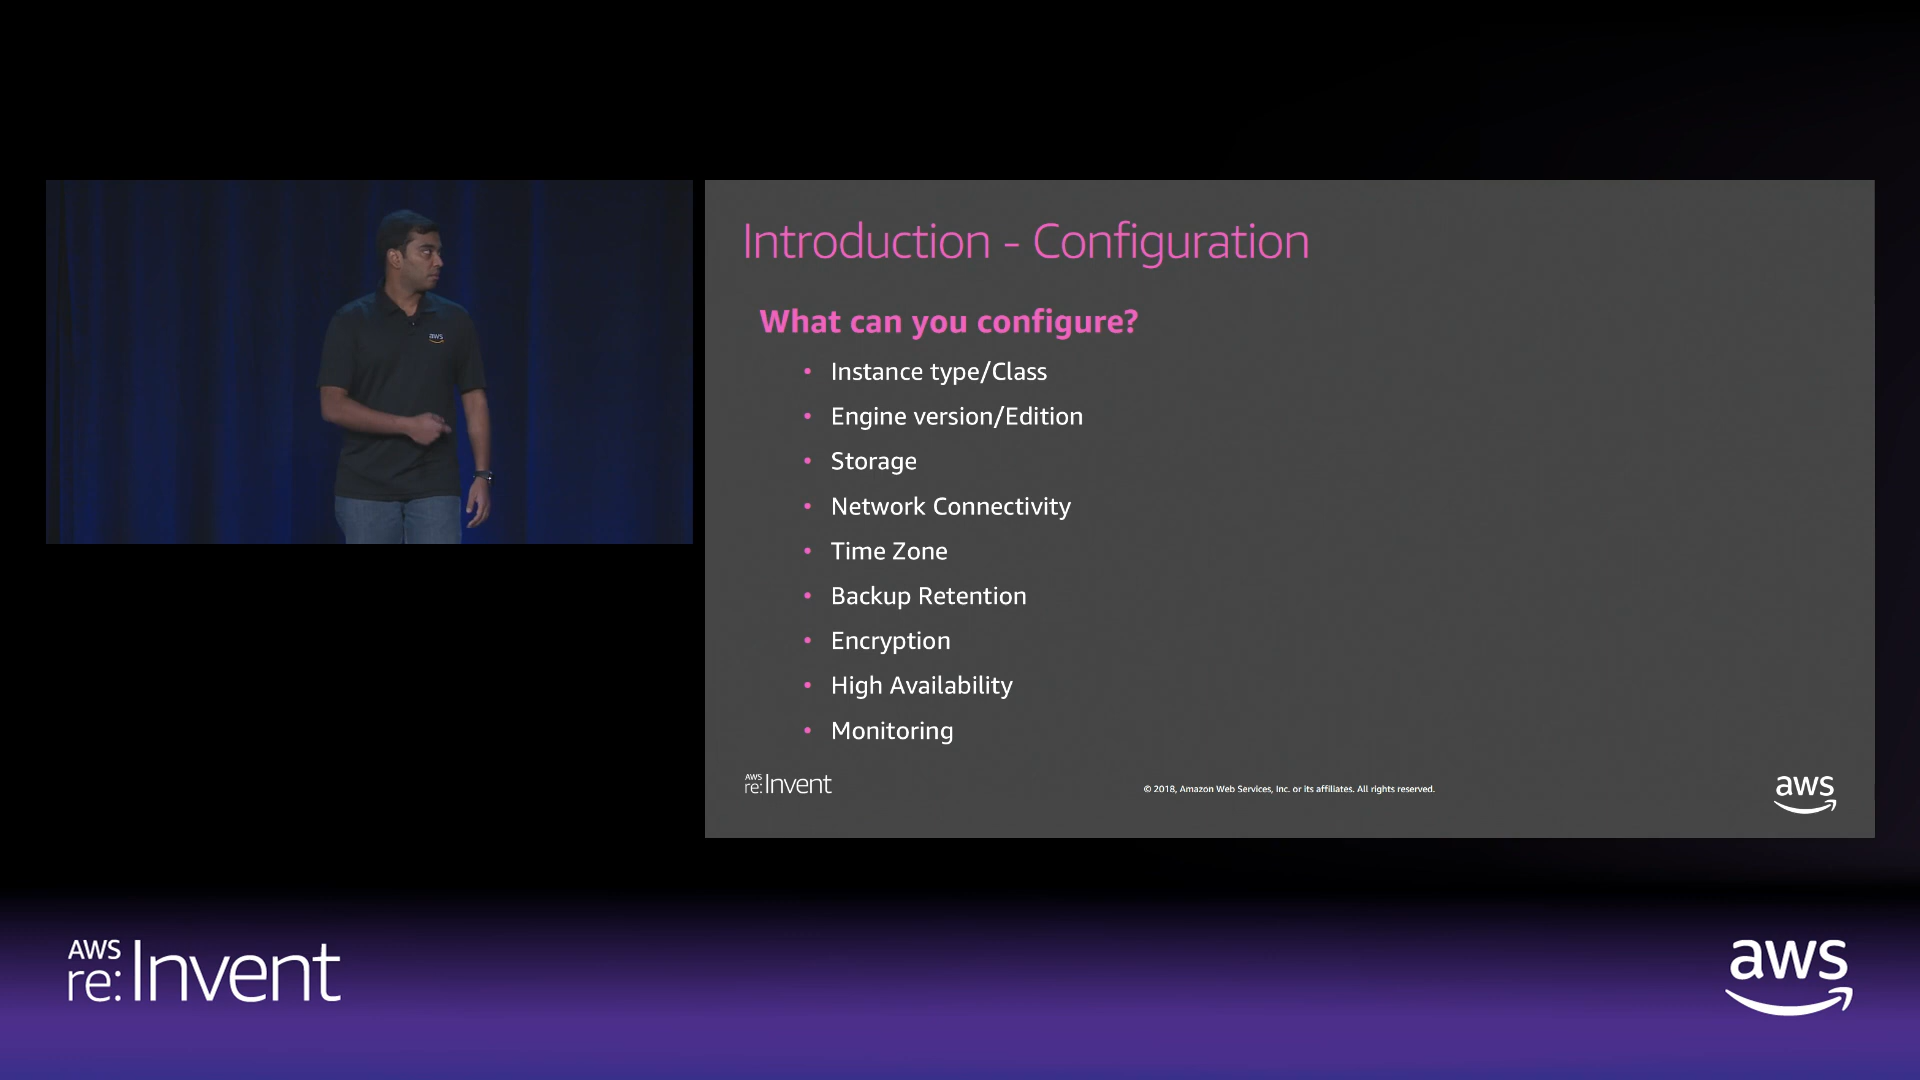 aws
Introduction - Configuration
What can you configure?
• Instance type/Class
• Engine version/Edition
• Storage
• Network Connectivity
• Time Zone
• Backup Retention
• Encryption
• High Availability
• Monitoring
AWS
re:Invent
© 2018, Amazon Web Services, Inc. or its affiliates. All rights reserved.
aws
AWS
re:Invent
aws